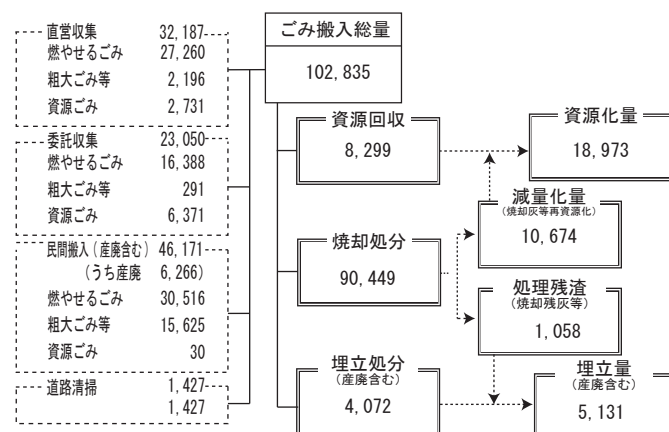 直営収集 32,187
燃やせるごみ 27,260
粗大ごみ等 2,196
資源ごみ 2,731
委託収集 23,050
燃やせるごみ 16,388
粗大ごみ等 291
資源ごみ 6,371
民間搬入(産廃含む) 46,171
(うち産廃 6,266)
燃やせるごみ 30,516
粗大ごみ等 15,625
資源ごみ 30
道路清掃 1,427
1,427
ごみ搬入総量
102,835
資源回収
8,299
焼却処分
90,449
埋立処分
(産廃含む)
4,072
資源化量
18,973
減量化量
(焼却灰等再資源化)
10,674
処理残渣
(焼却残灰等)
1,058
埋立量
(産廃含む)
5,131